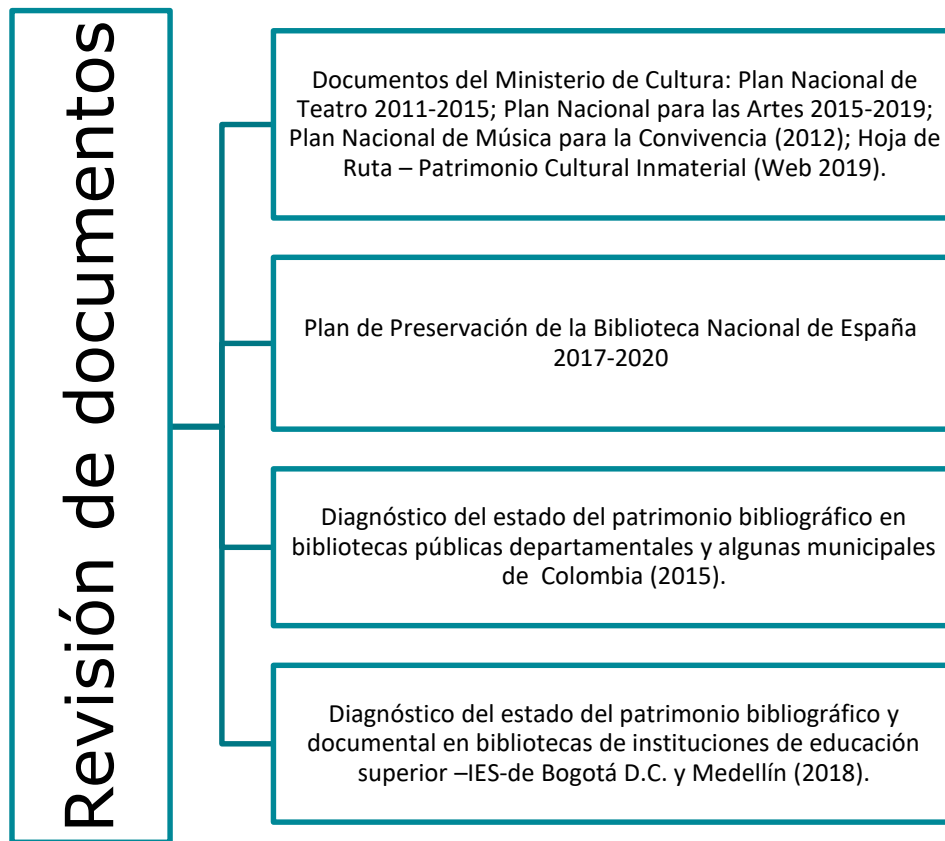 Revisión de documentos
Documentos del Ministerio de Cultura: Plan Nacional de
Teatro 2011-2015; Plan Nacional para las Artes 2015-2019;
Plan Nacional de Música para la Convivencia (2012); Hoja de
Ruta – Patrimonio Cultural Inmaterial (Web 2019).
Plan de Preservación de la Biblioteca Nacional de España
2017-2020
Diagnóstico del estado del patrimonio bibliográfico en
bibliotecas públicas departamentales y algunas municipales
de Colombia (2015).
Diagnóstico del estado del patrimonio bibliográfico y
documental en bibliotecas de instituciones de educación
superior –IES-de Bogotá D.C. y Medellín (2018).